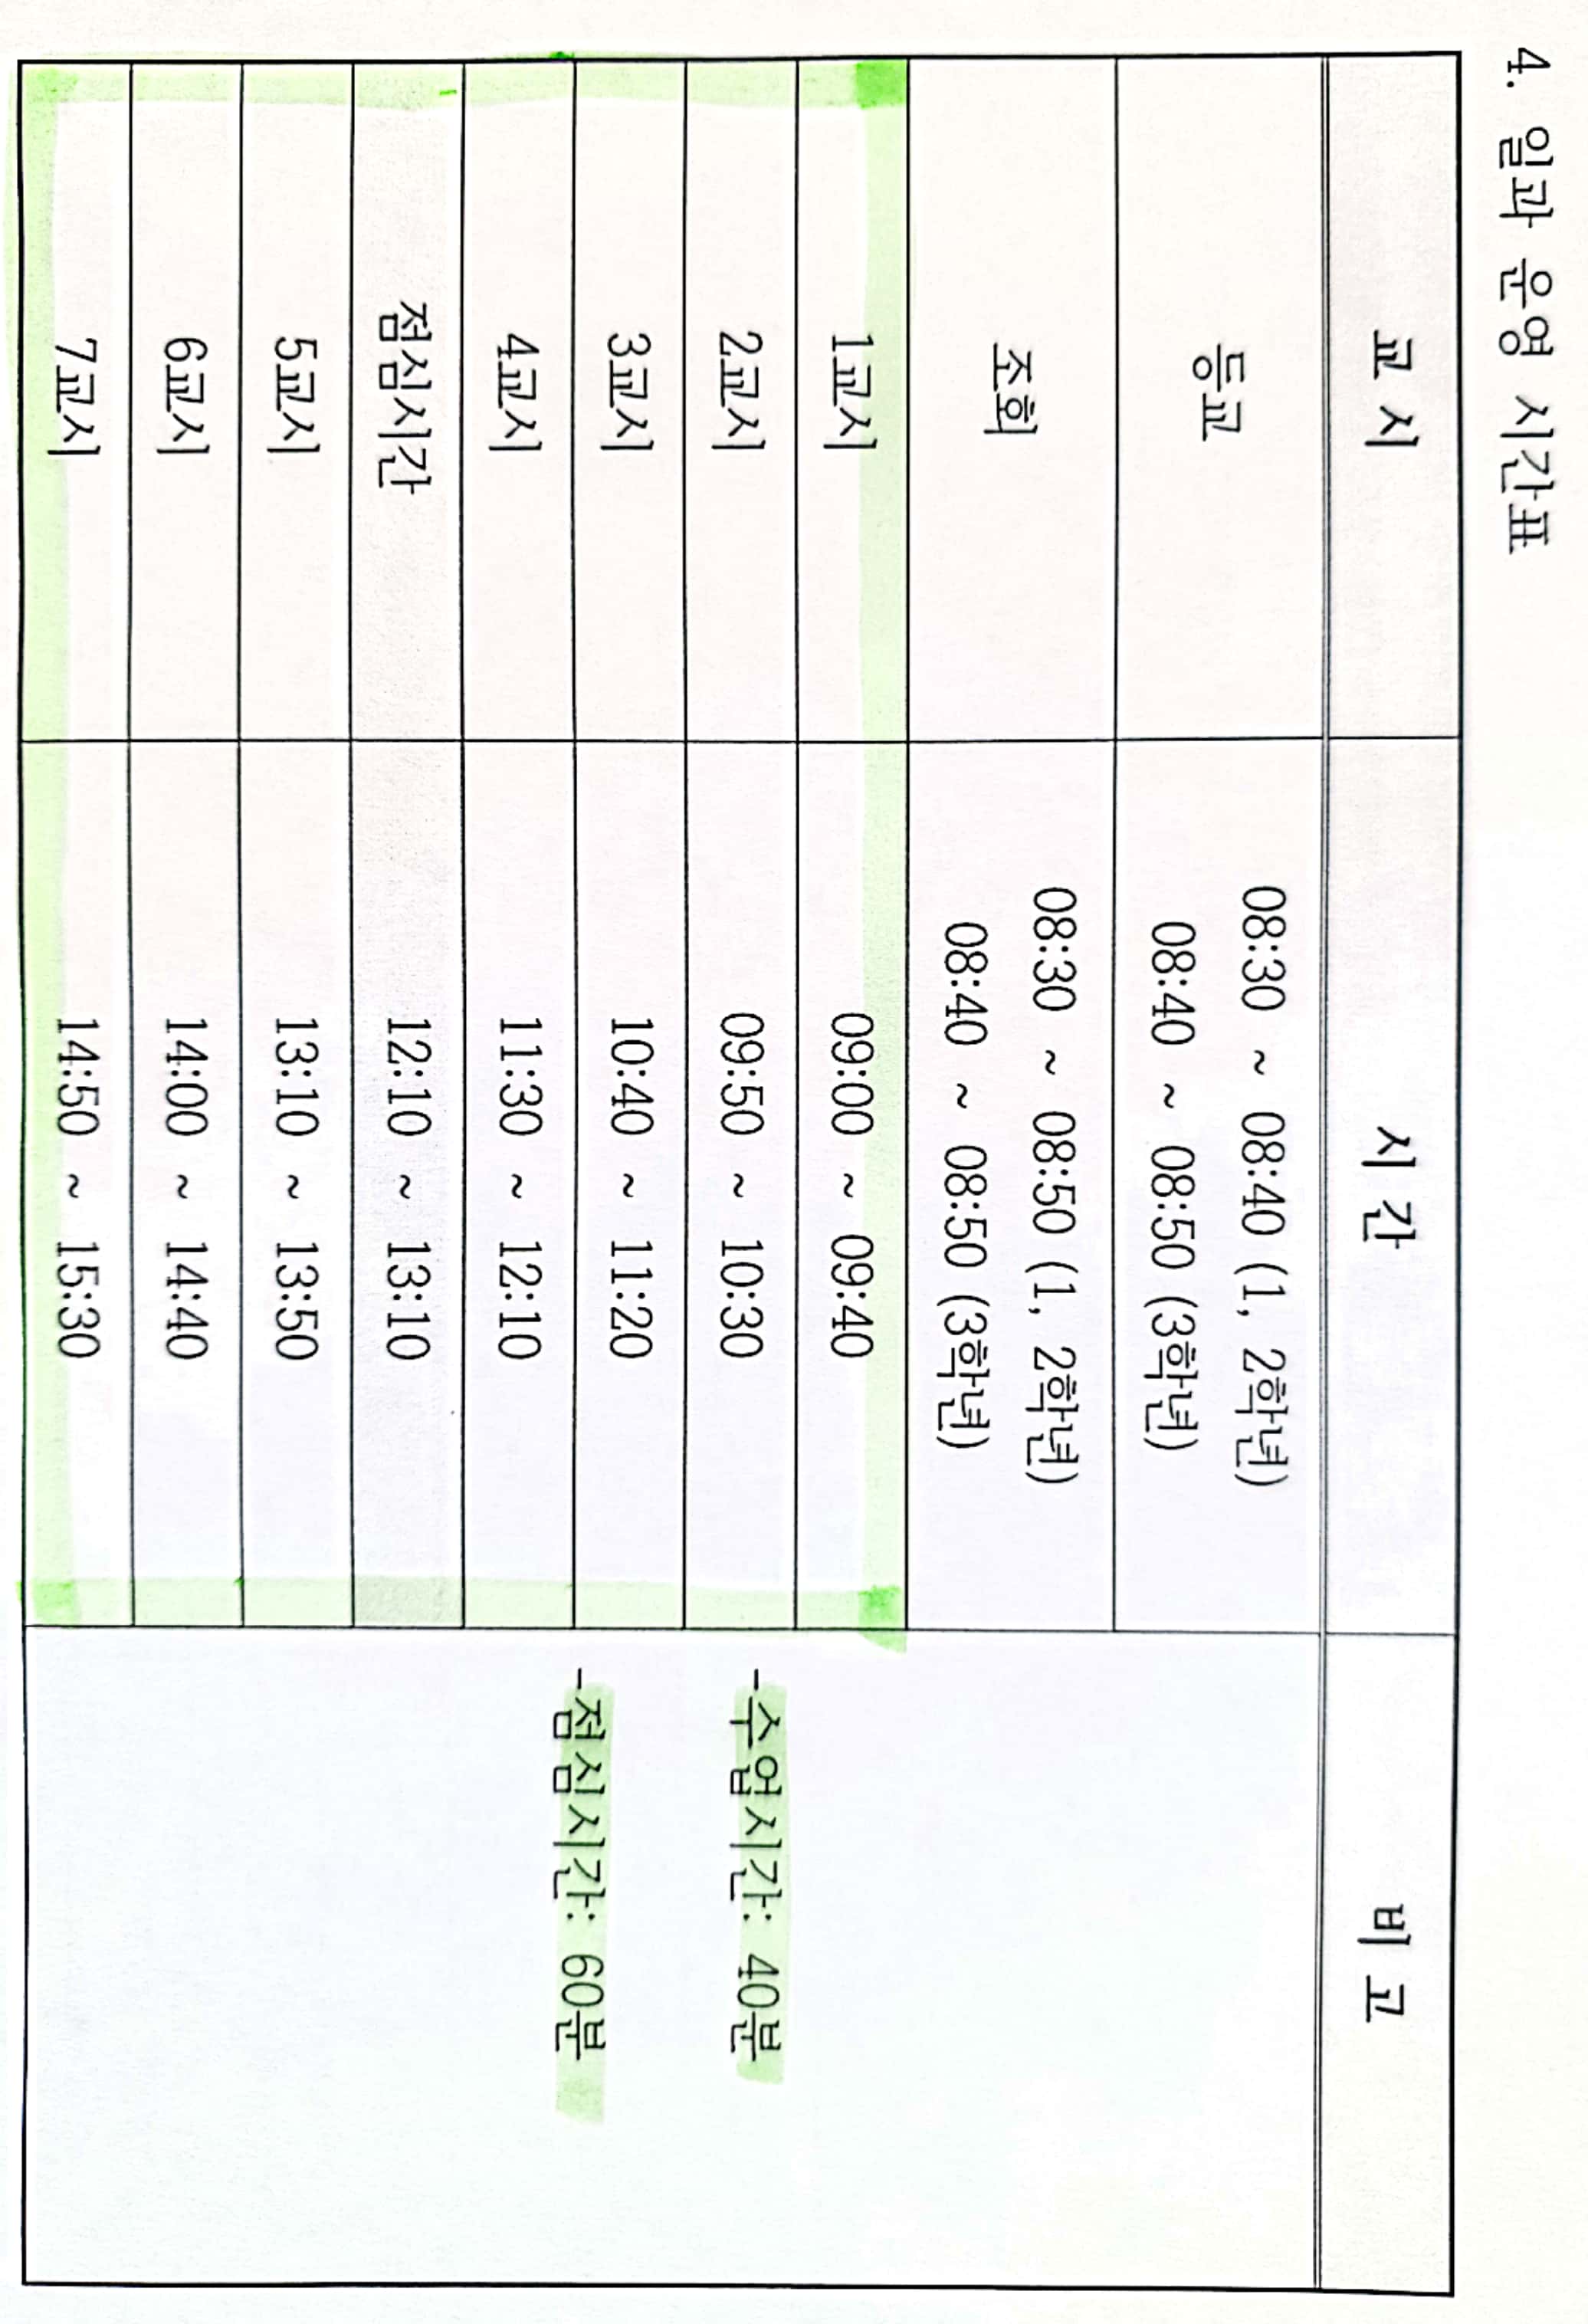 4. 일과 운영 시간표
교 시 시 간 비 고
등교
08:30 ~ 08:40 (1, 2학년)
08:40 ~ 08:50 (3학년)
조회
08:30 ~ 08:50 (1, 2학년)
08:40 ~ 08:50 (3학년)
1교시 09:00 ~ 09:40
2교시 09:50 ~ 10:30
3교시 10:40 ~ 11:20
4교시 11:30 ~ 12:10
점심시간 12:10 ~ 13:10
5교시 13:10 ~ 13:50
6교시 14:00 ~ 14:40
7교시 14:50 ~ 15:30
-수업시간: 40분
-점심시간: 60분